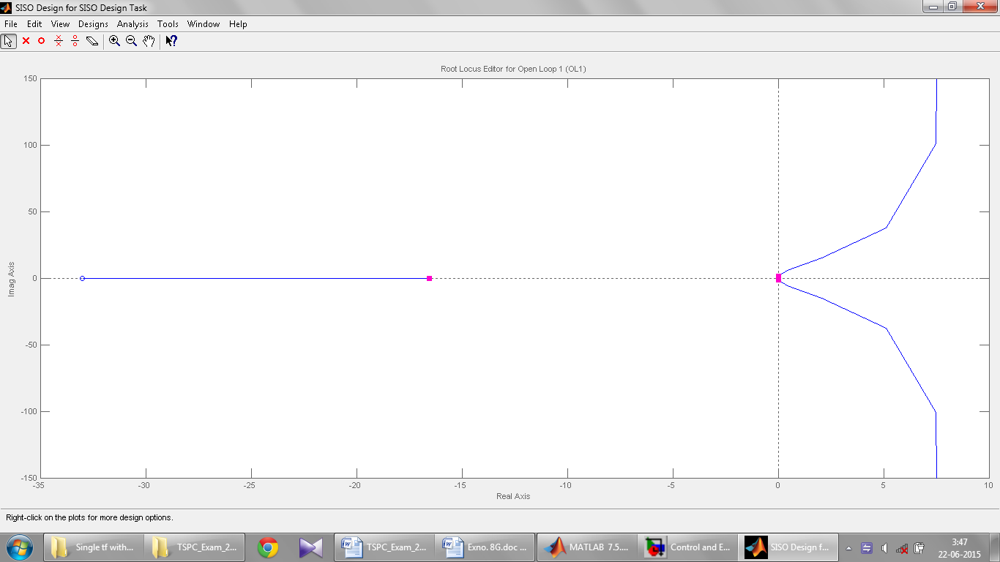 SISO Design for SISO Design Task
File Edit View Designs Analysis Tools Window Help
Root Locus Editor for Open Loop 1 (OL1)
150
100
50
0
-50
-100
-150
Imag Axis
-35 -30 -25 -20 -15 -10 -5 0 5 10
Real Axis
Right-click on the plots for more design options.
Single tf with... TSPC_Exam_2... TSPC_Exam_2... Exno. 8G.doc ... MATLAB 7.5.... Control and E... SISO Design f...
3:47
22-06-2015